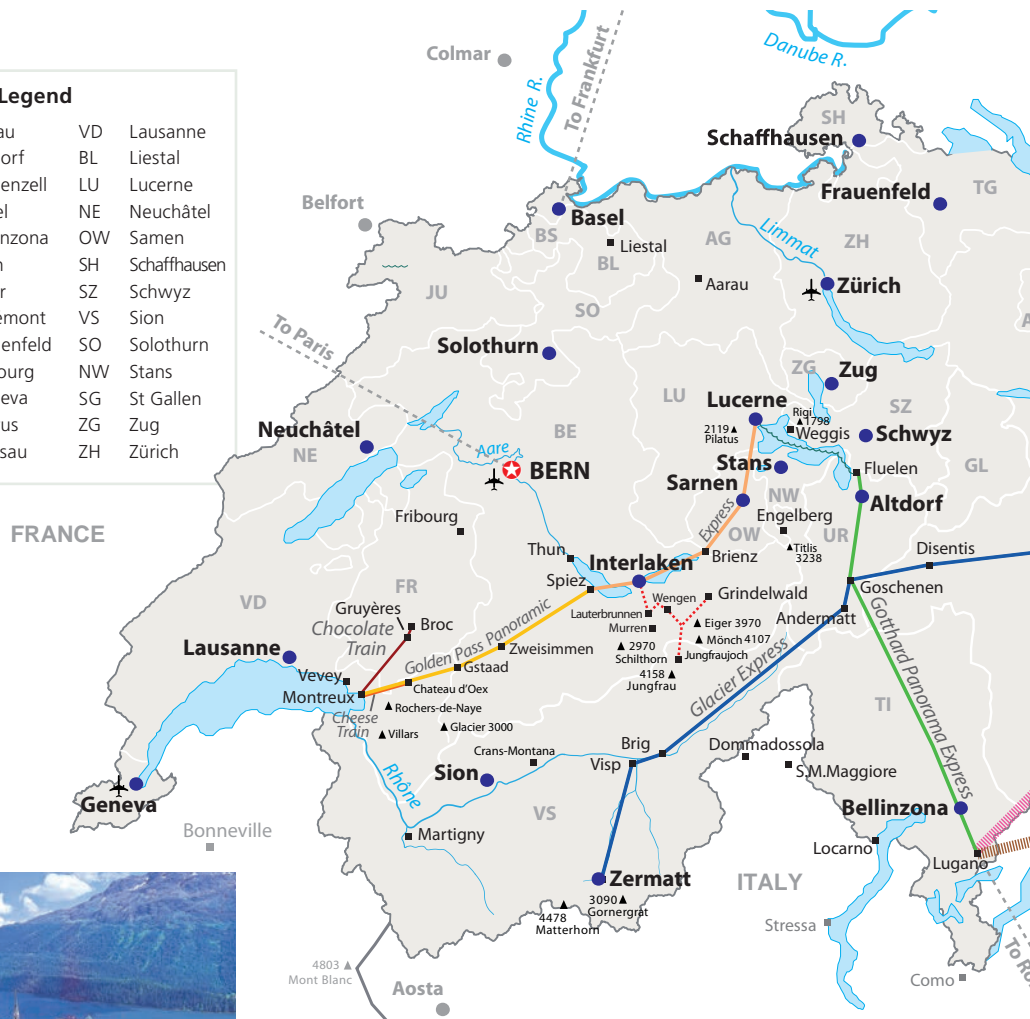 Legend
au VD Lausanne
orf BL Liestal
enzell LU Lucerne
el NE Neuchâtel
nzona OW Samen
n SH Schaffhausen
r SZ Schwyz
emont VS Sion
enfeld SO Solothurn
ourg NW Stans
eva SG St Gallen
us ZG Zug
sau ZH Zürich
Colmar
Rhine R.
To Frankfurt
Danube R.
SH
Schaffhausen
Belfort
Frauenfeld
TG
Basel
BS
Liestal
BL
AG
Limmat
ZH
Aarau
Zürich
JU
SO
A
To Paris
Solothurn
ZG
Zug
LU
Lucerne
SZ
Rigi
1798
2119
Pilatus
Weggis
Schwyz
Neuchâtel
NE
BE
Aare
BERN
Stans
Fluelen
GL
Sarnen
NW
Altdorf
FRANCE
Fribourg
Express
Engelberg
OW
UR
Titlis
3238
Thun
Interlaken
Brienz
Disentis
Spiez
Goschenen
FR
VD
Gruyères
Broc
Chocolate
Train
Golden Pass Panoramic
Zweisimmen
Wengen
Grindelwald
Lauterbrunnen
Murren
Eiger 3970
Mönch 4107
2970
Schilthorn
Jungfraujoch
4158
Jungfrau
Andermatt
Gotthard Panorama Express
Lausanne
Vevey
Montreux
Gstaad
Chateau d'Oex
Cheese
Train
Rochers-de-Naye
Glacier 3000
Villars
Glacier Express
TI
Crans-Montana
Brig
Visp
Dommadossola
S.M.Maggiore
Sion
Rhône
Geneva
VS
Bellinzona
Bonneville
Martigny
Locarno
Lugano
Zermatt
ITALY
3090
Gornergrat
4478
Matterhorn
Stressa
4803
Mont Blanc
Aosta
Como
To Ro